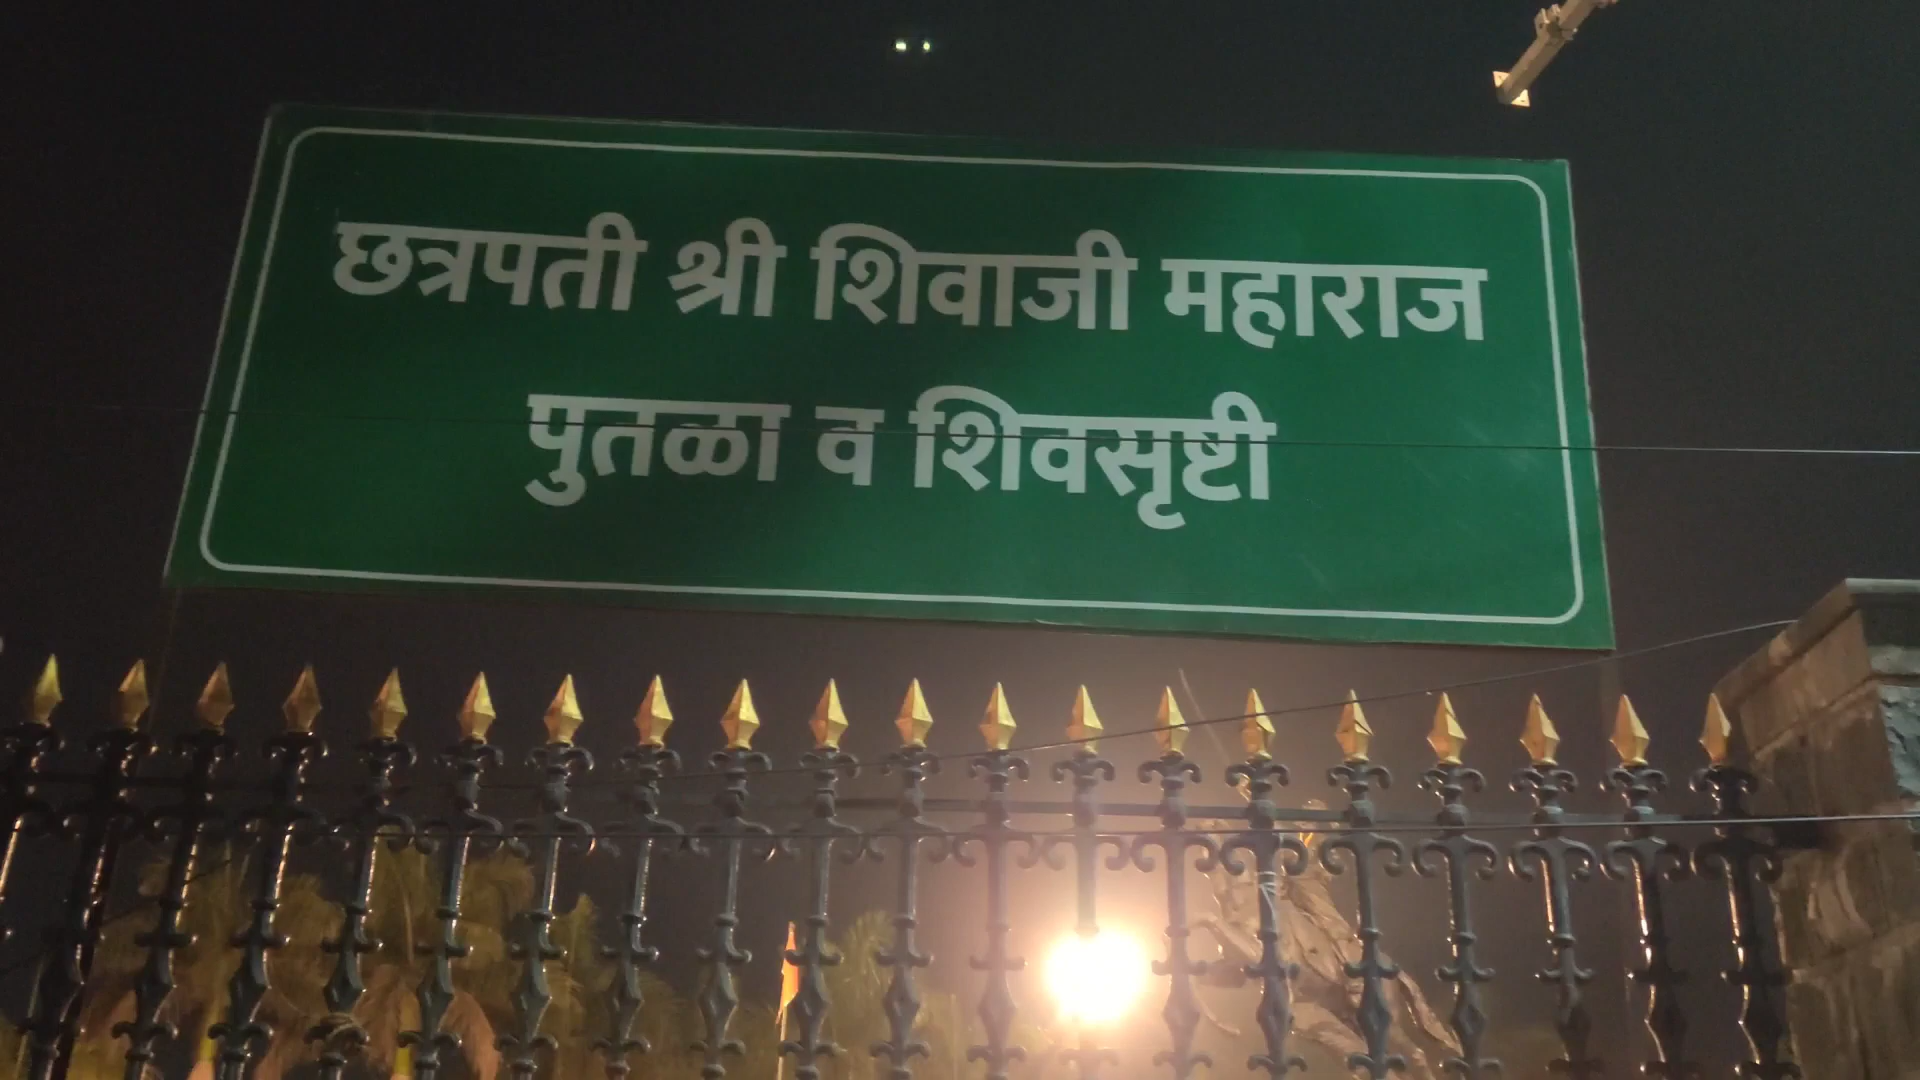 छत्रपती श्री शिवाजी महाराज
पुतळा व शिवसृष्टी